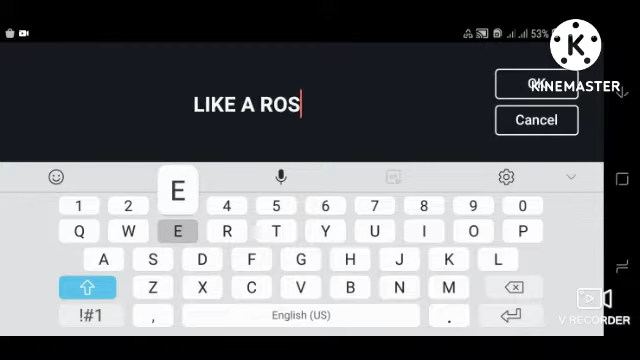 53%
LIKE A ROS
OK
Cancel
K
KINEMASTER
E
1 2 4 5 6 7 8 9 0
Q W E R T Y U I O P
A S D F G H J K L
Z X C V B N M
!#1 , English (US) .
V.RECORDER